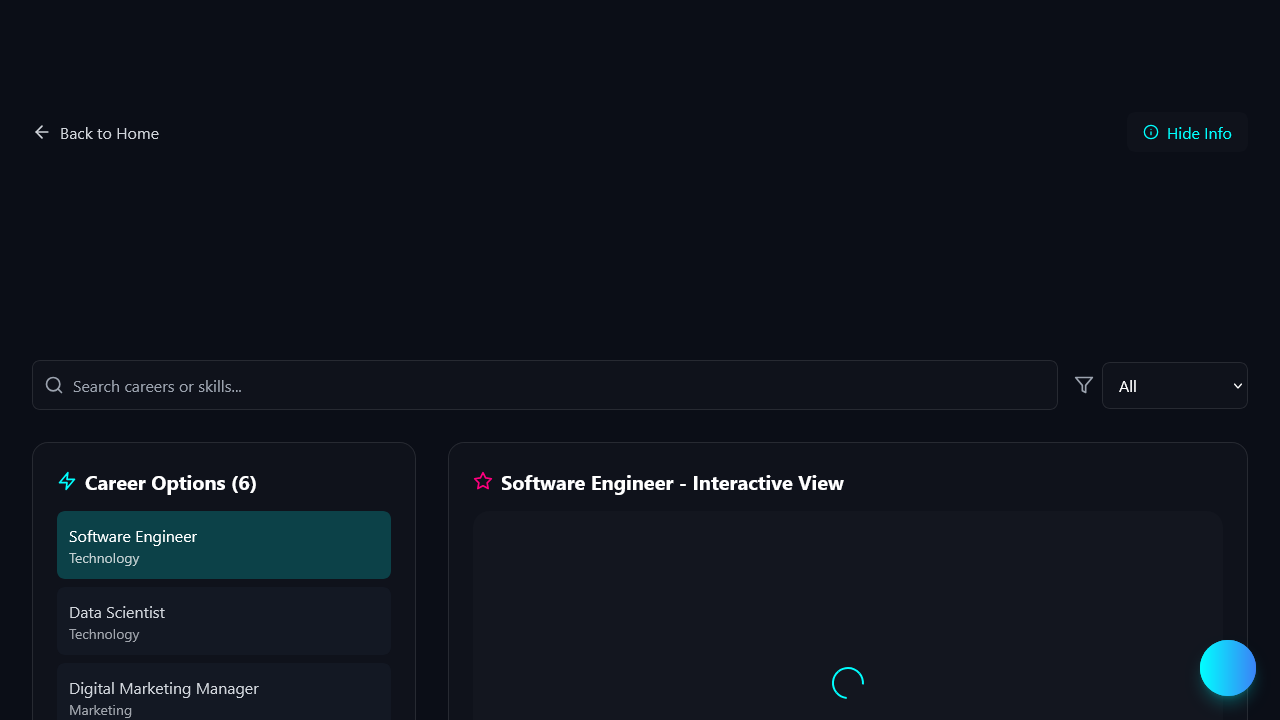 Back to Home
Hide Info
Search careers or skills...
All
Career Options (6)
Software Engineer
Technology
Data Scientist
Technology
Digital Marketing Manager
Marketing
Software Engineer - Interactive View